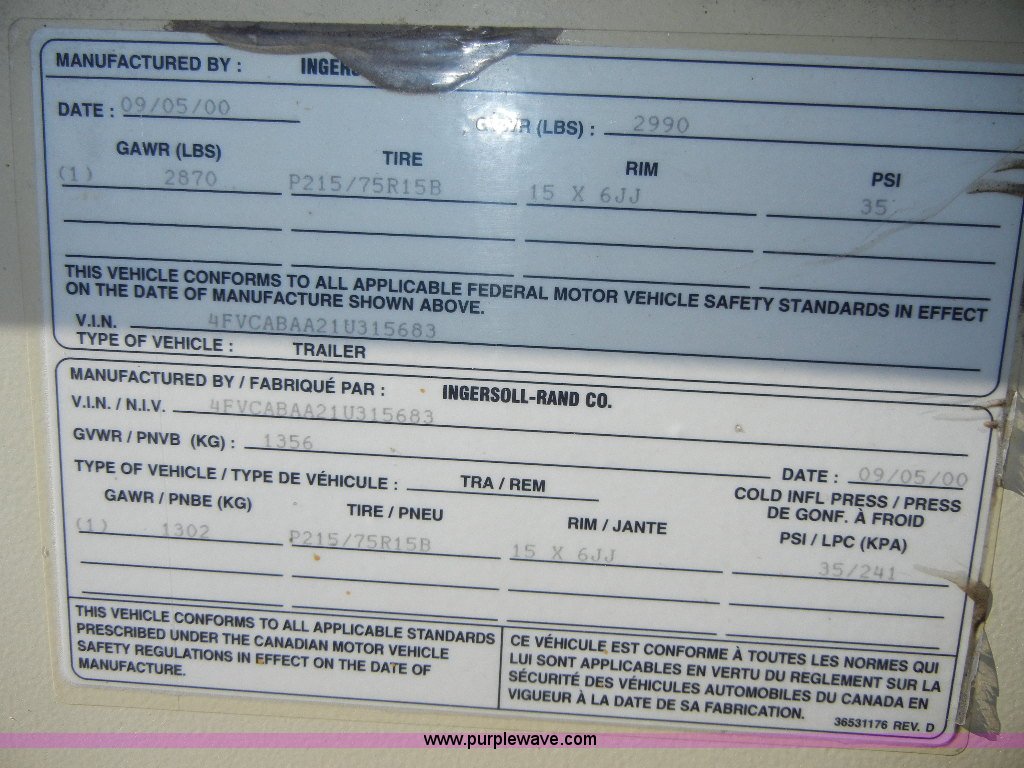 MANUFACTURED BY : INGERS
DATE : 09/05/00 GVWR (LBS) : 2990
GAWR (LBS) TIRE RIM PSI
(1) 2870 P215/75R15B 15 X 6JJ 35
THIS VEHICLE CONFORMS TO ALL APPLICABLE FEDERAL MOTOR VEHICLE SAFETY STANDARDS IN EFFECT
ON THE DATE OF MANUFACTURE SHOWN ABOVE.
V.I.N. 4FVCABAA21U315683
TYPE OF VEHICLE : TRAILER
MANUFACTURED BY / FABRIQUÉ PAR : INGERSOLL-RAND CO.
V.I.N. / N.I.V. 4FVCABAA21U315683
GVWR / PNVB (KG) : 1356 DATE : 09/05/00
TYPE OF VEHICLE / TYPE DE VÉHICULE : TRA / REM
GAWR / PNBE (KG) TIRE / PNEU RIM / JANTE COLD INFL PRESS / PRESS
DE GONF. À FROID
PSI / LPC (KPA)
(1) 1302 P215/75R15B 15 X 6JJ 35/241
THIS VEHICLE CONFORMS TO ALL APPLICABLE STANDARDS
PRESCRIBED UNDER THE CANADIAN MOTOR VEHICLE
SAFETY REGULATIONS IN EFFECT ON THE DATE OF
MANUFACTURE.
CE VÉHICULE EST CONFORME À TOUTES LES NORMES QUI
LUI SONT APPLICABLES EN VERTU DU REGLEMENT SUR LA
SÉCURITÉ DES VÉHICULES AUTOMOBILES DU CANADA EN
VIGUEUR À LA DATE DE SA FABRICATION.
36531176 REV. D
www.purplewave.com